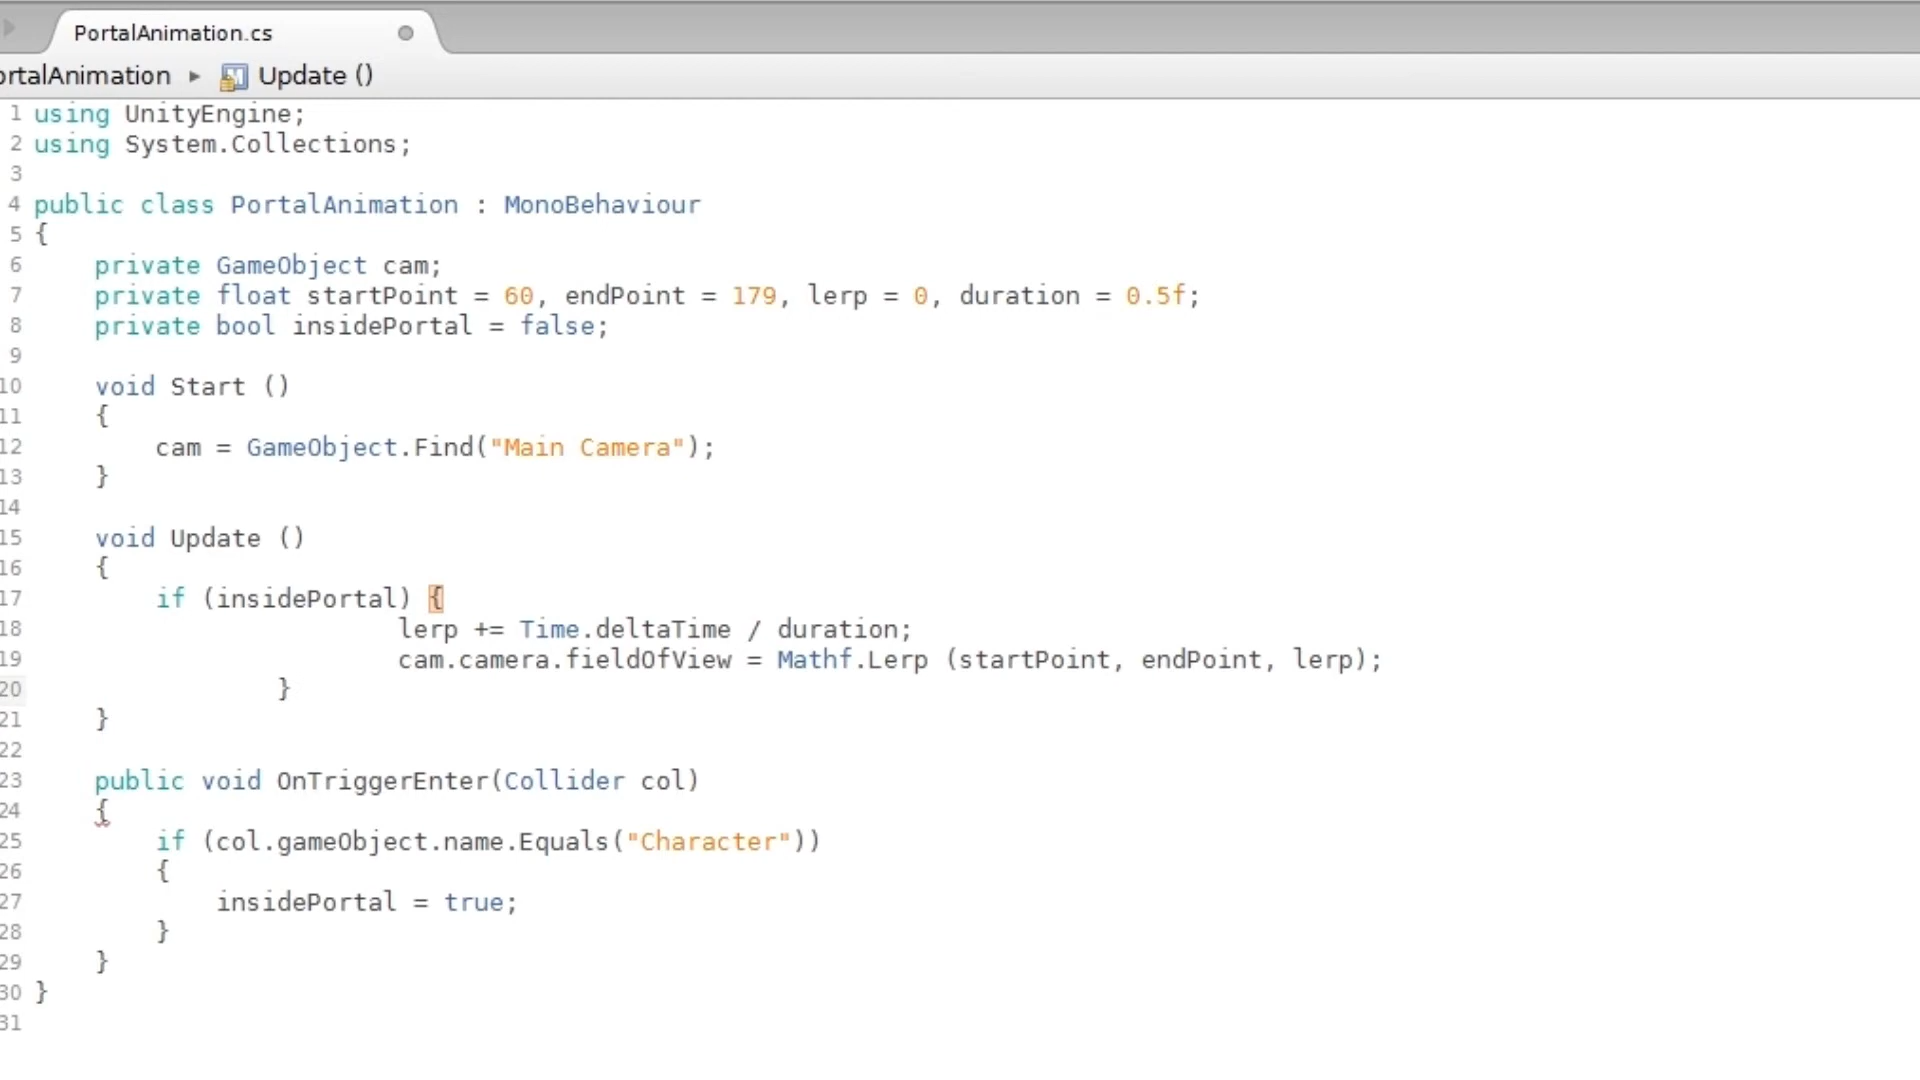 PortalAnimation.cs
ortalAnimation ▸ Update ()
1 using UnityEngine;
2 using System.Collections;
3
4 public class PortalAnimation : MonoBehaviour
5 {
6     private GameObject cam;
7     private float startPoint = 60, endPoint = 179, lerp = 0, duration = 0.5f;
8     private bool insidePortal = false;
9
10     void Start ()
11     {
12         cam = GameObject.Find("Main Camera");
13     }
14
15     void Update ()
16     {
17         if (insidePortal) {
18                         lerp += Time.deltaTime / duration;
19                         cam.camera.fieldOfView = Mathf.Lerp (startPoint, endPoint, lerp);
20                 }
21     }
22
23     public void OnTriggerEnter(Collider col)
24     {
25         if (col.gameObject.name.Equals("Character"))
26         {
27             insidePortal = true;
28         }
29     }
30 }
31